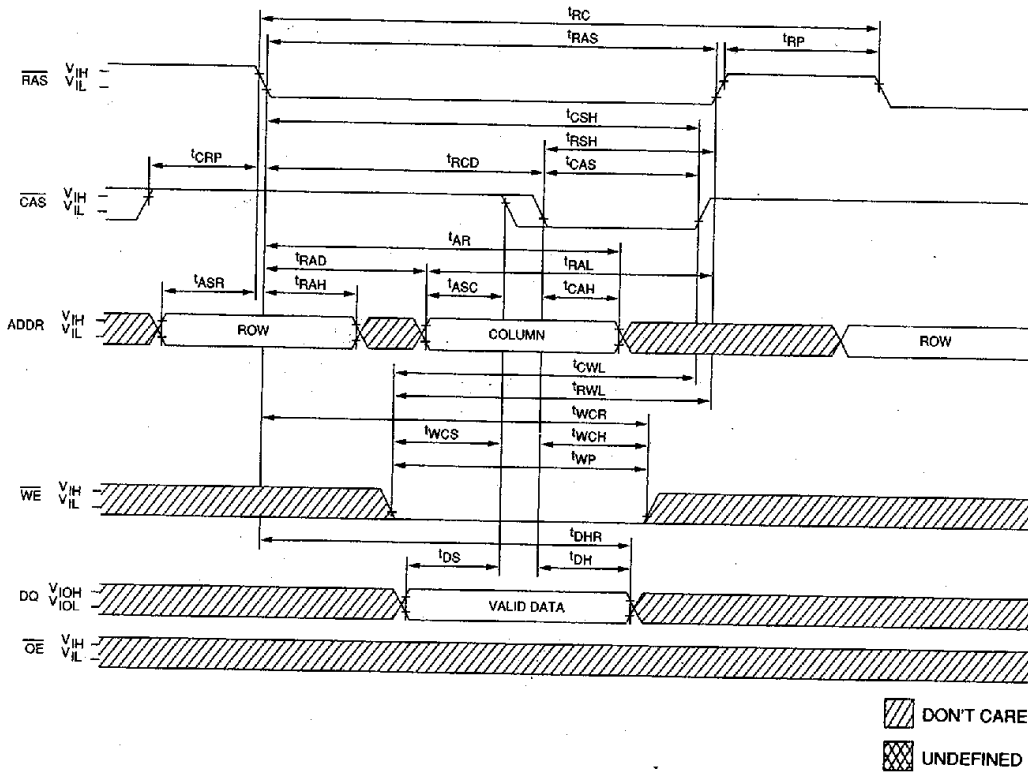 tRC
tRAS
tRP
RAS VIH
VIL
tCSH
tRSH
tCRP
tRCD
tCAS
CAS VIH
VIL
tAR
tRAD
tRAL
tASR
tRAH
tASC
tCAH
ADDR VIH
VIL
ROW
COLUMN
ROW
tCWL
tRWL
tWCR
tWCS
tWCH
tWP
WE VIH
VIL
tDHR
tDS
tDH
DQ VIOH
VIOL
VALID DATA
OE VIH
VIL
DON'T CARE
UNDEFINED